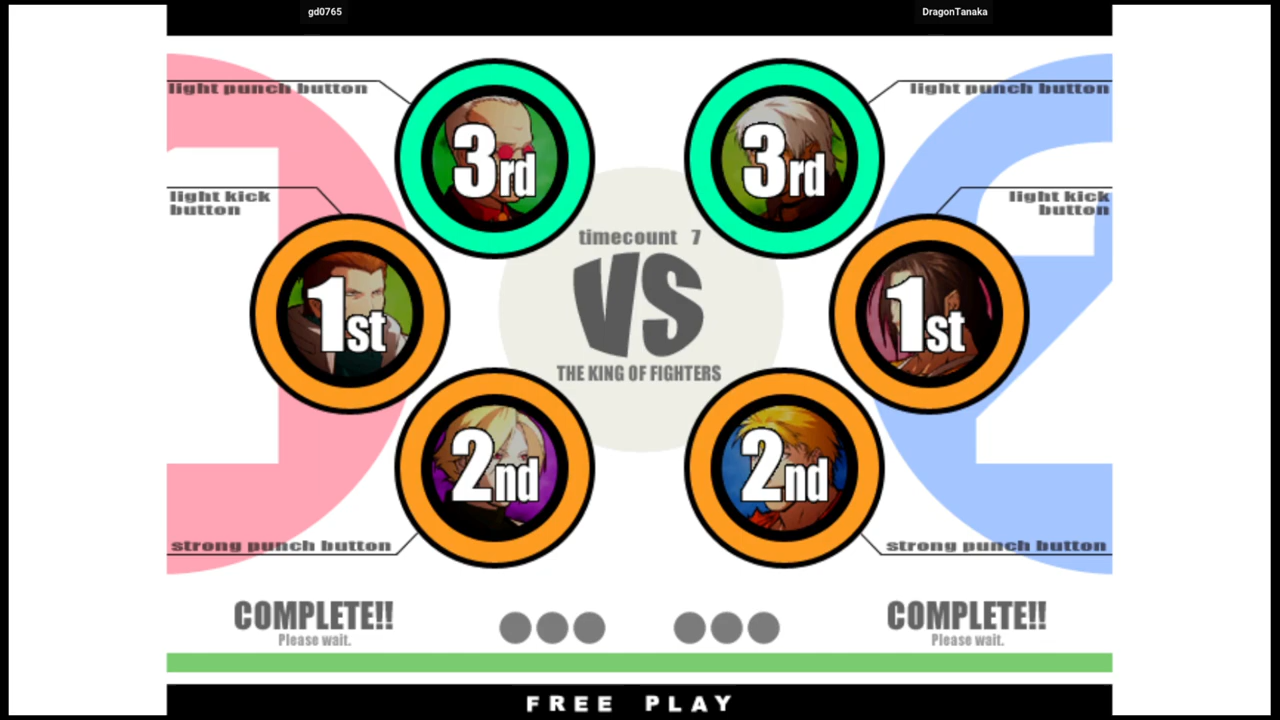 gd0765
DragonTanaka
light punch button
light punch button
3rd
3rd
light kick
button
light kick
button
timecount 7
VS
THE KING OF FIGHTERS
1st
1st
2nd
2nd
strong punch button
strong punch button
COMPLETE!!
Please wait.
COMPLETE!!
Please wait.
FREE PLAY